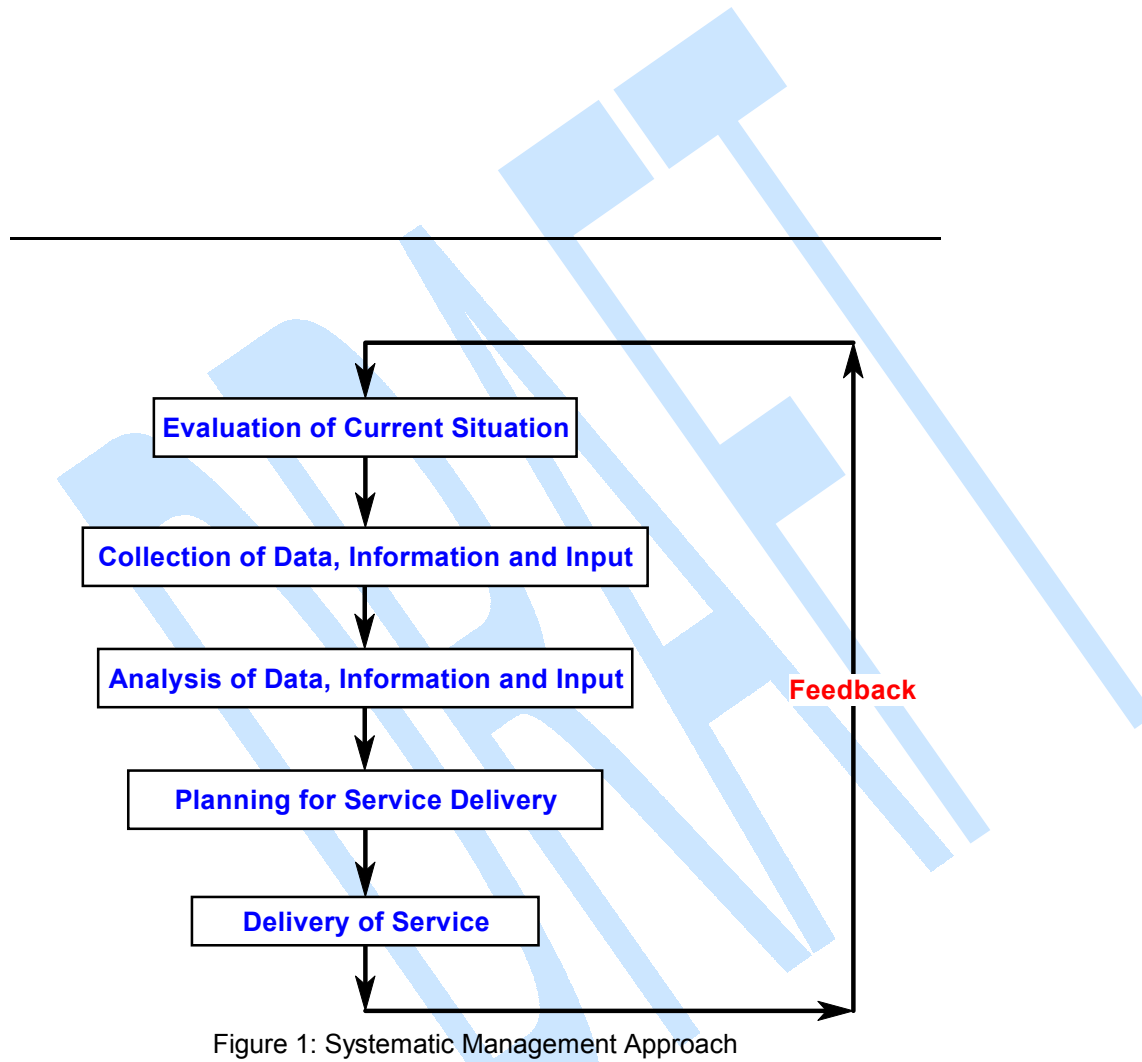 DRAFT
Evaluation of Current Situation
Collection of Data, Information and Input
Analysis of Data, Information and Input
Feedback
Planning for Service Delivery
Delivery of Service
Figure 1: Systematic Management Approach